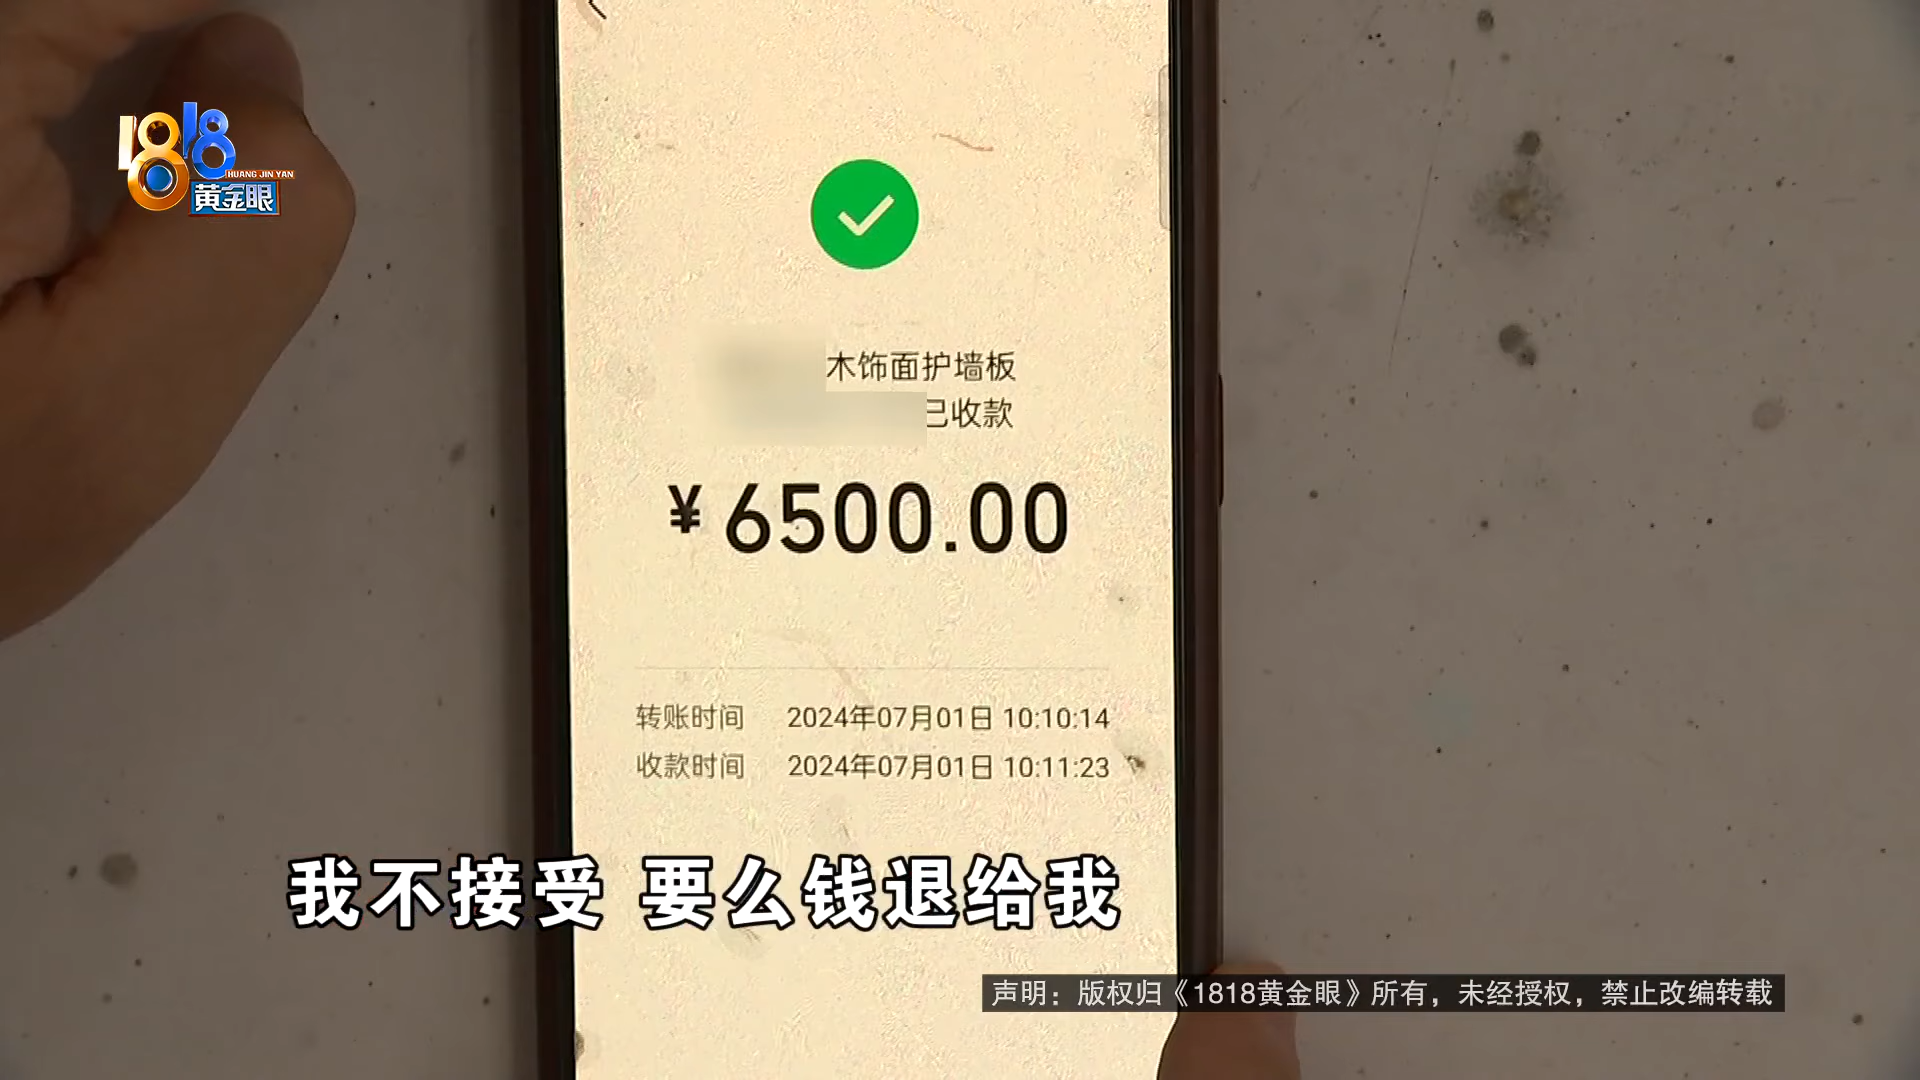 1818
HUANG JIN YAN
黄金眼
木饰面护墙板
已收款
¥6500.00
转账时间 2024年07月01日 10:10:14
收款时间 2024年07月01日 10:11:23
我不接受 要么钱退给我
声明：版权归《1818黄金眼》所有，未经授权，禁止改编转载